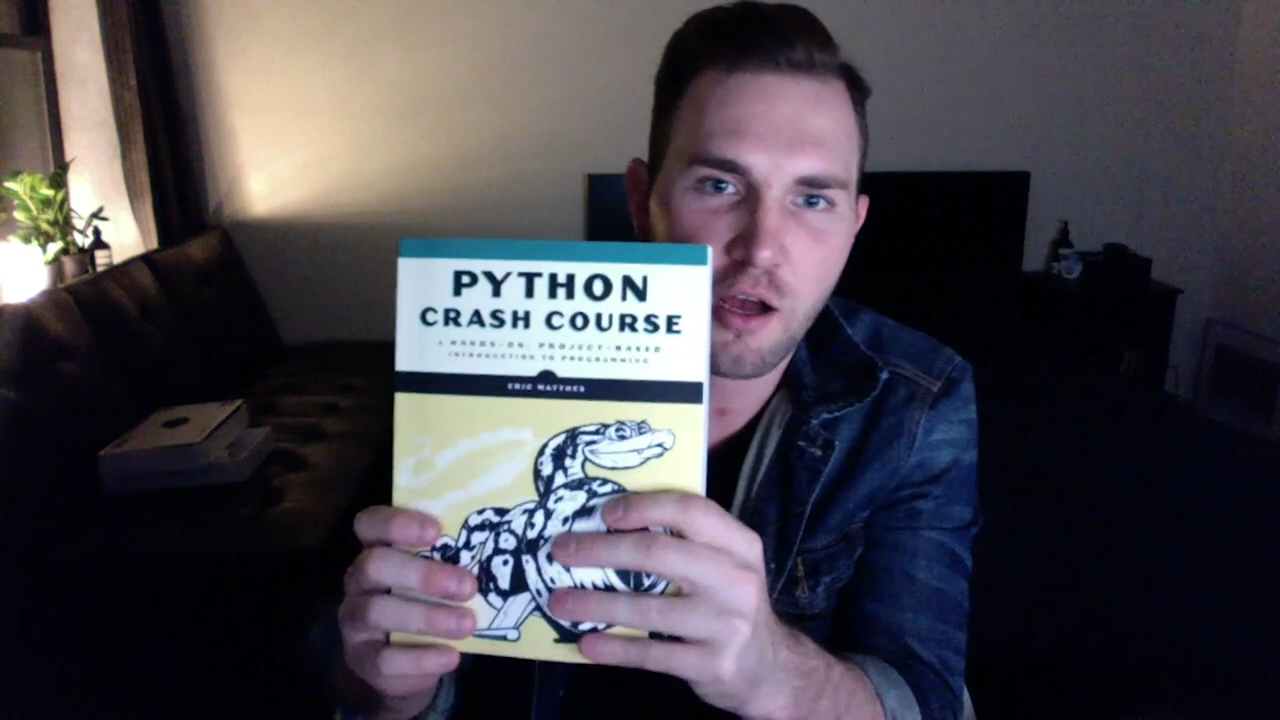 PYTHON
CRASH COURSE
A HANDS-ON, PROJECT-BASED
INTRODUCTION TO PROGRAMMING
ERIC MATTHES